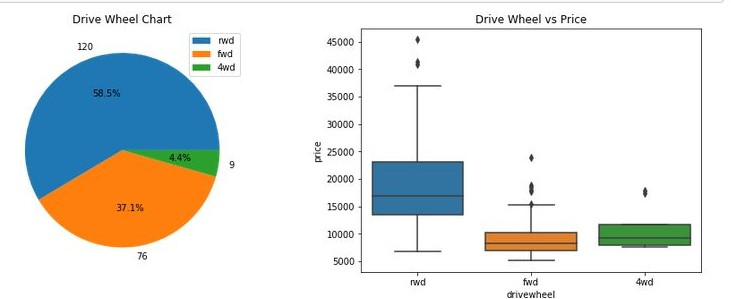 Drive Wheel Chart
120
rwd
fwd
4wd
58.5%
4.4%
9
37.1%
76
Drive Wheel vs Price
45000
40000
35000
30000
25000
20000
15000
10000
5000
price
rwd
fwd
4wd
drivewheel